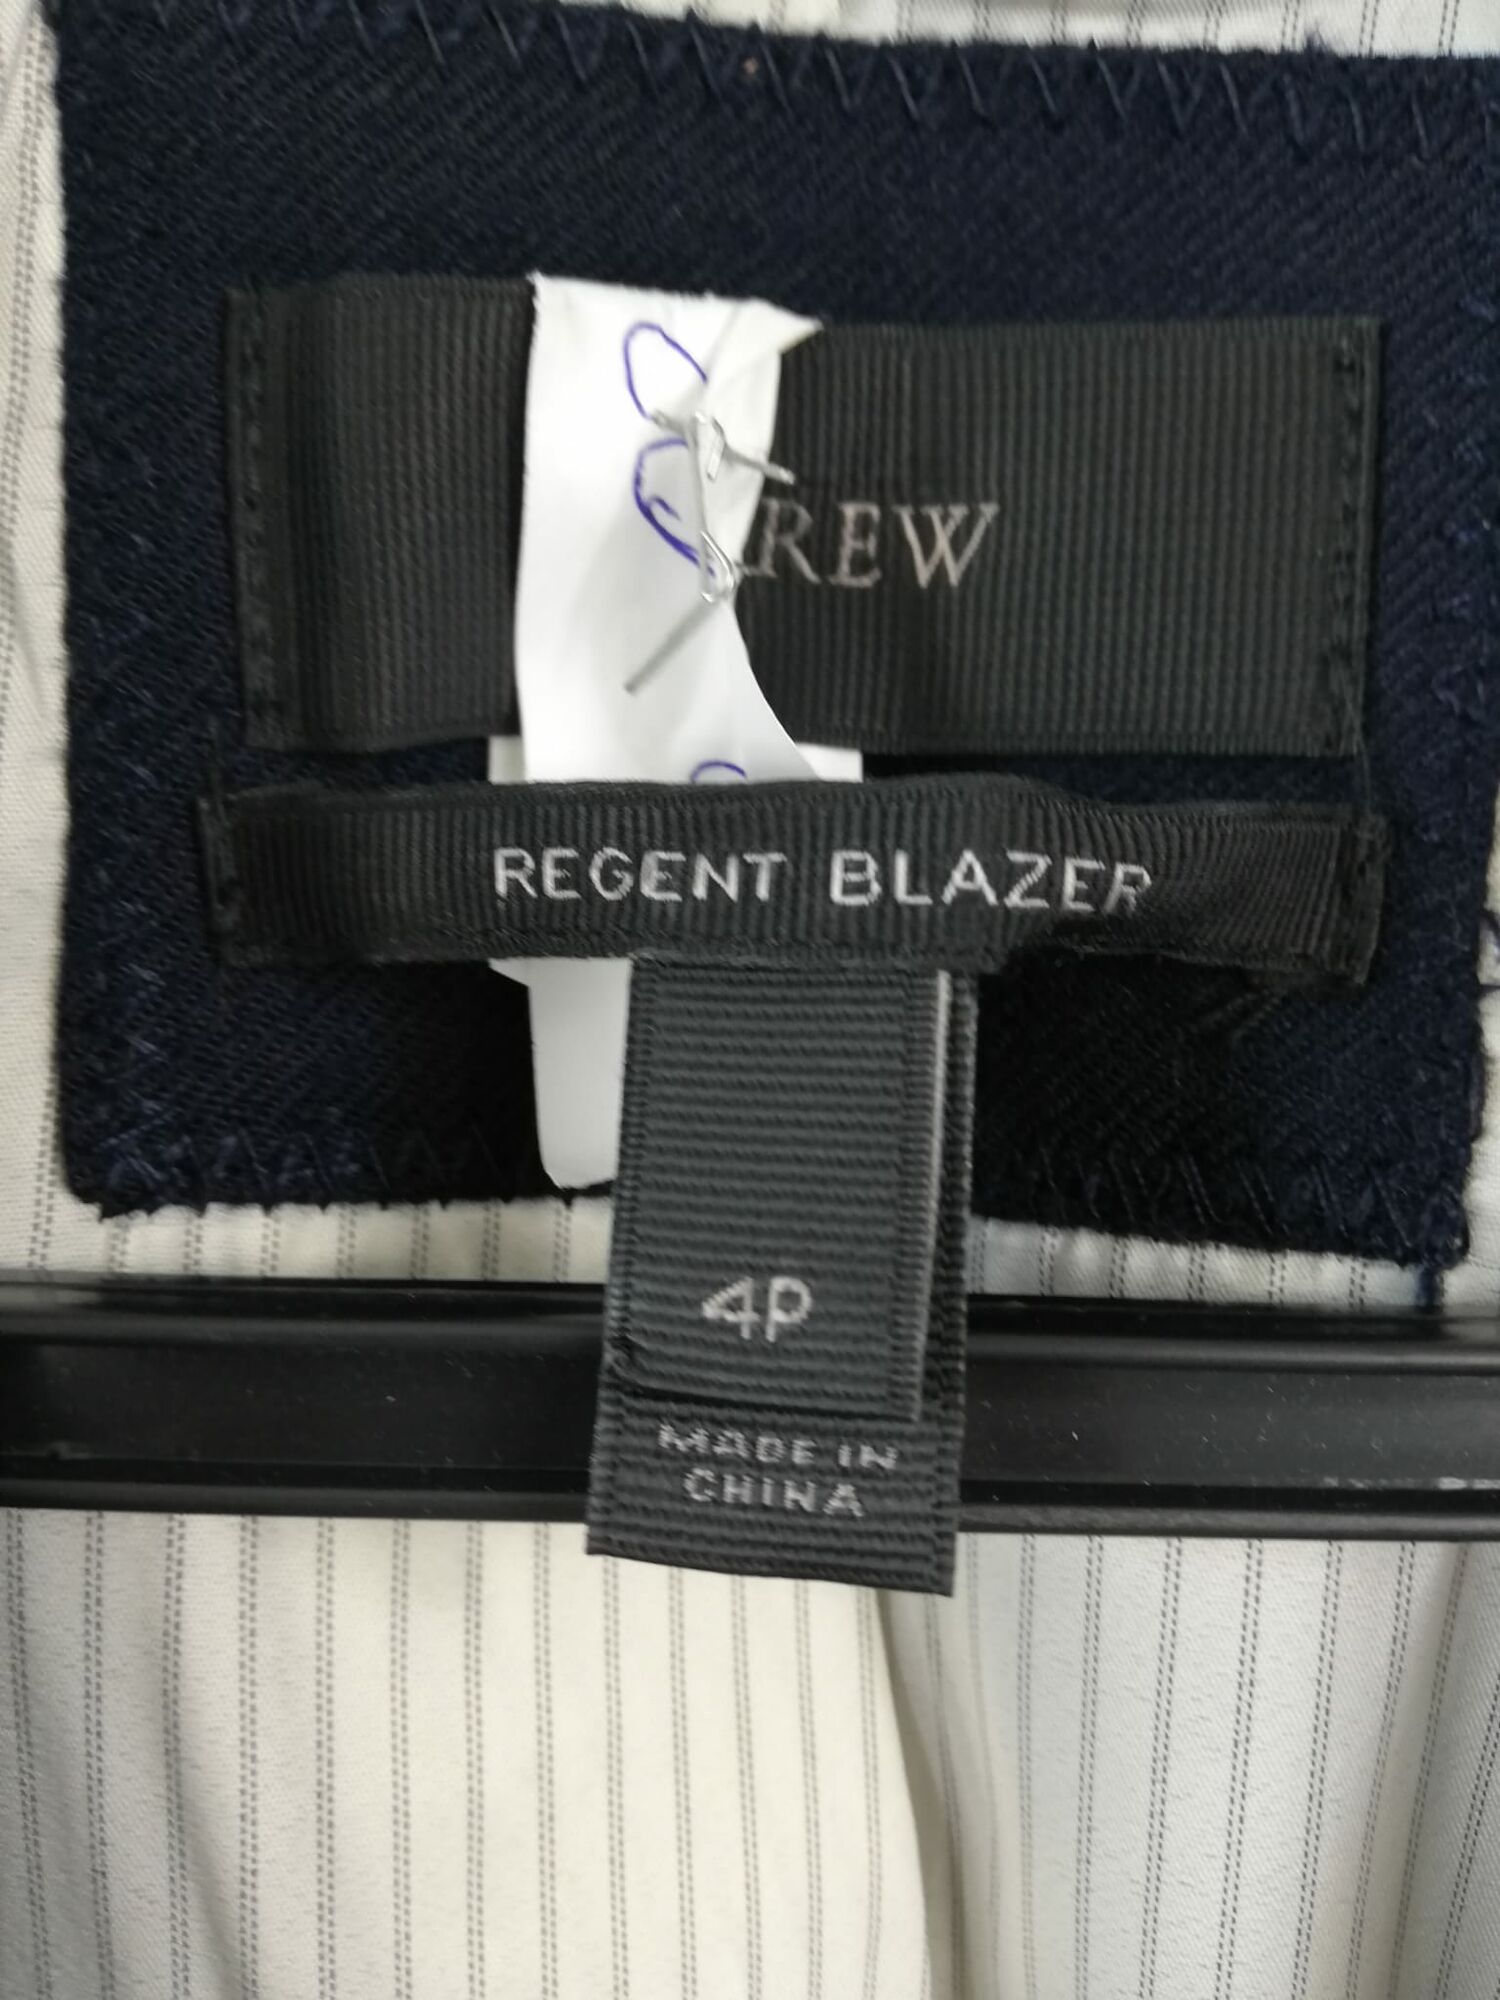 REW
REGENT BLAZER
4P
MADE IN
CHINA